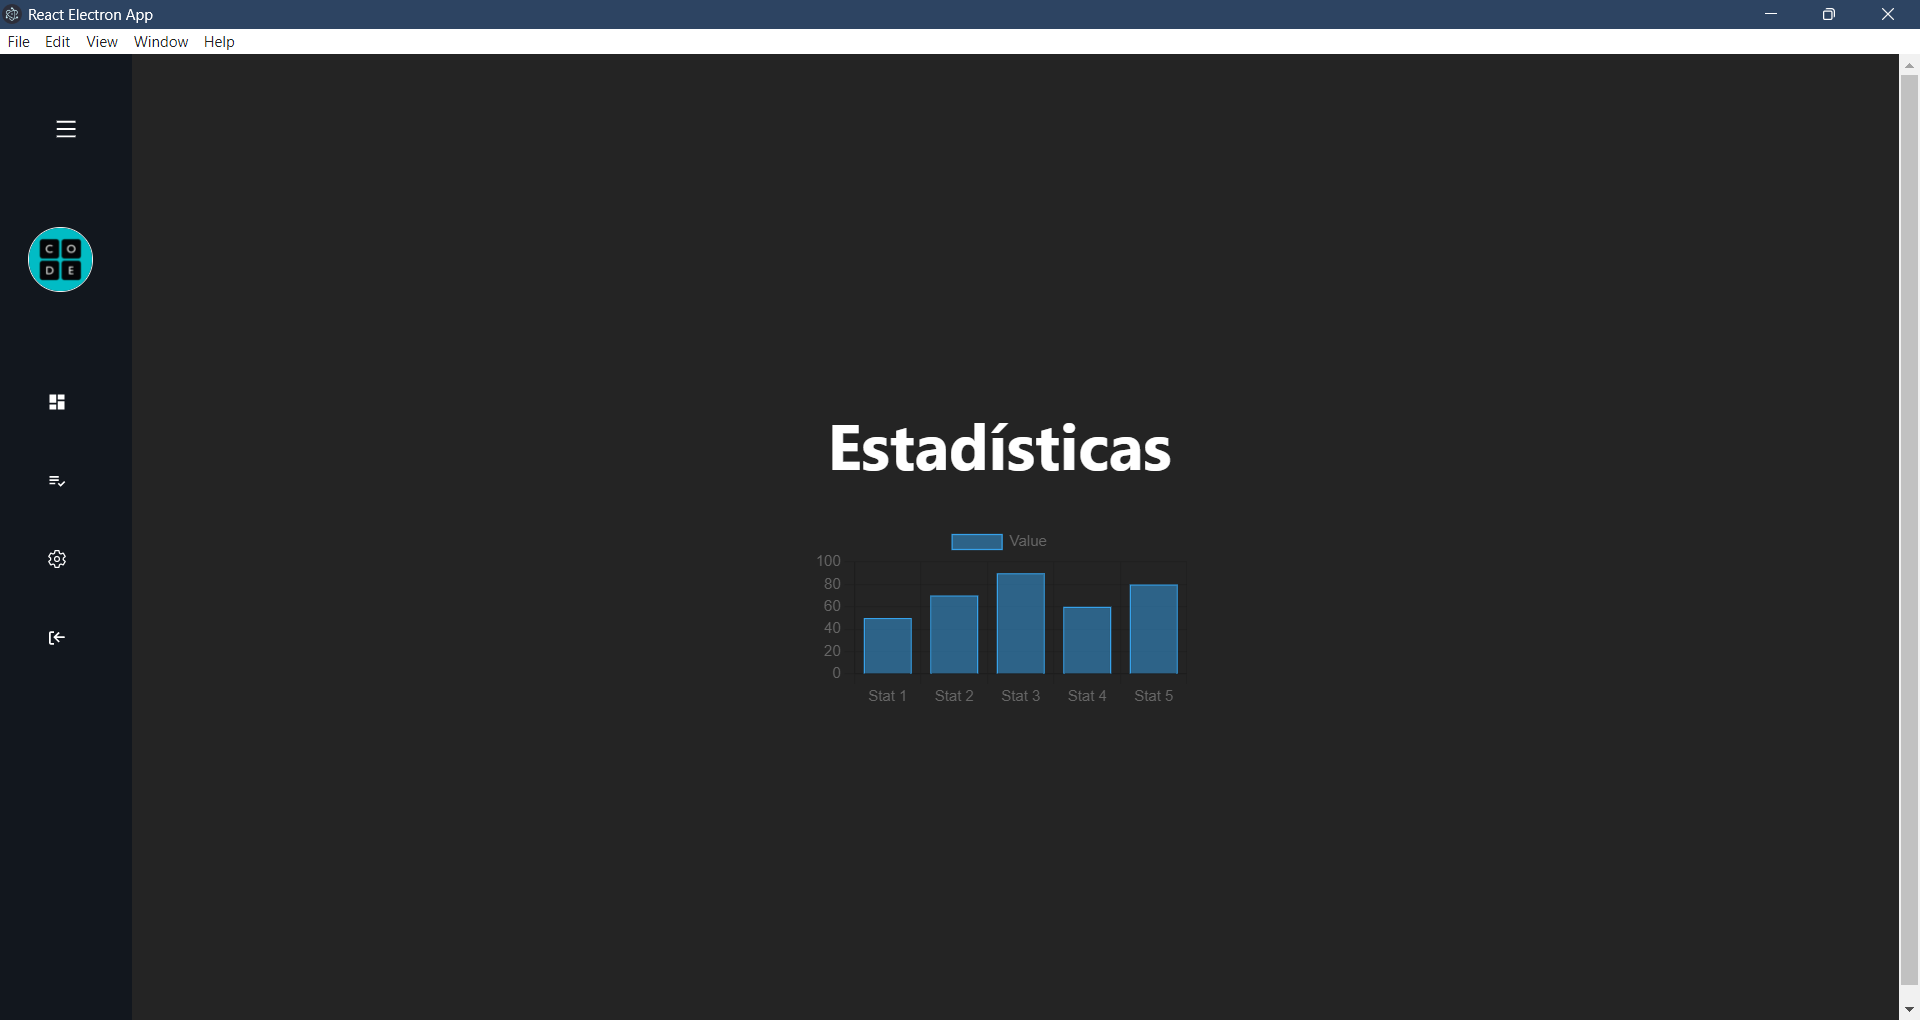 React Electron App
File Edit View Window Help
C O
D E
Estadísticas
Value
100
80
60
40
20
0
Stat 1 Stat 2 Stat 3 Stat 4 Stat 5